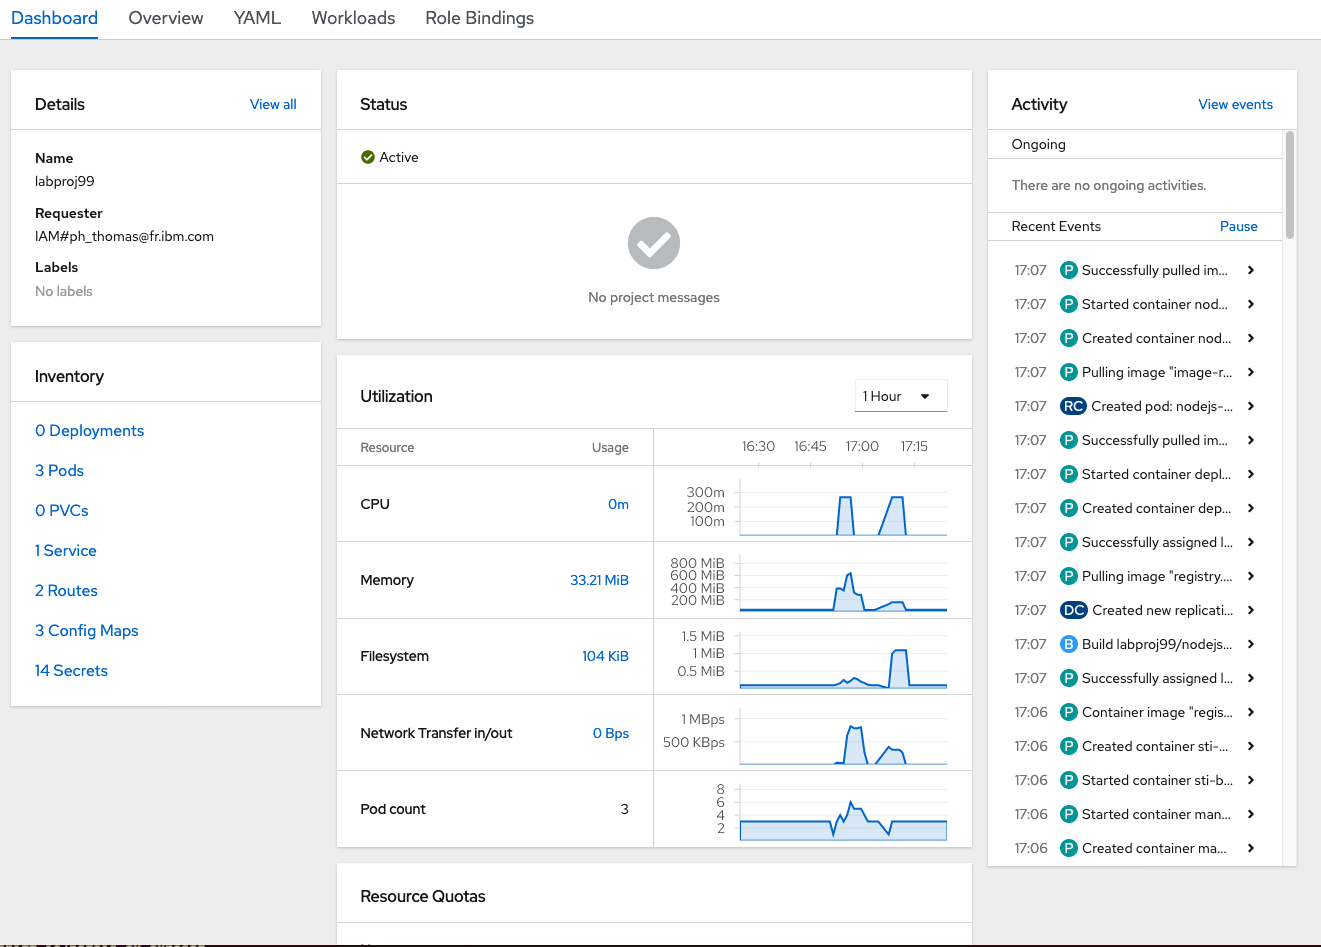 Dashboard Overview YAML Workloads Role Bindings
Details View all
Name
labproj99
Requester
IAM#ph_thomas@fr.ibm.com
Labels
No labels
Inventory
0 Deployments
3 Pods
0 PVCs
1 Service
2 Routes
3 Config Maps
14 Secrets
Status
Active
No project messages
Utilization 1 Hour
Resource Usage 16:30 16:45 17:00 17:15
CPU 0m
300m
200m
100m
Memory 33.21 MiB
800 MiB
600 MiB
400 MiB
200 MiB
Filesystem 104 KiB
1.5 MiB
1 MiB
0.5 MiB
Network Transfer in/out 0 Bps
1 MBps
500 KBps
Pod count 3
8
6
4
2
Resource Quotas
Activity View events
Ongoing
There are no ongoing activities.
Recent Events Pause
17:07 P Successfully pulled im...
17:07 P Started container nod...
17:07 P Created container nod...
17:07 P Pulling image "image-r...
17:07 RC Created pod: nodejs-...
17:07 P Successfully pulled im...
17:07 P Started container depl...
17:07 P Created container dep...
17:07 P Successfully assigned l...
17:07 P Pulling image "registry....
17:07 DC Created new replicati...
17:07 B Build labproj99/nodejs...
17:07 P Successfully assigned l...
17:06 P Container image "regis...
17:06 P Created container sti-...
17:06 P Started container sti-b...
17:06 P Started container man...
17:06 P Created container ma...